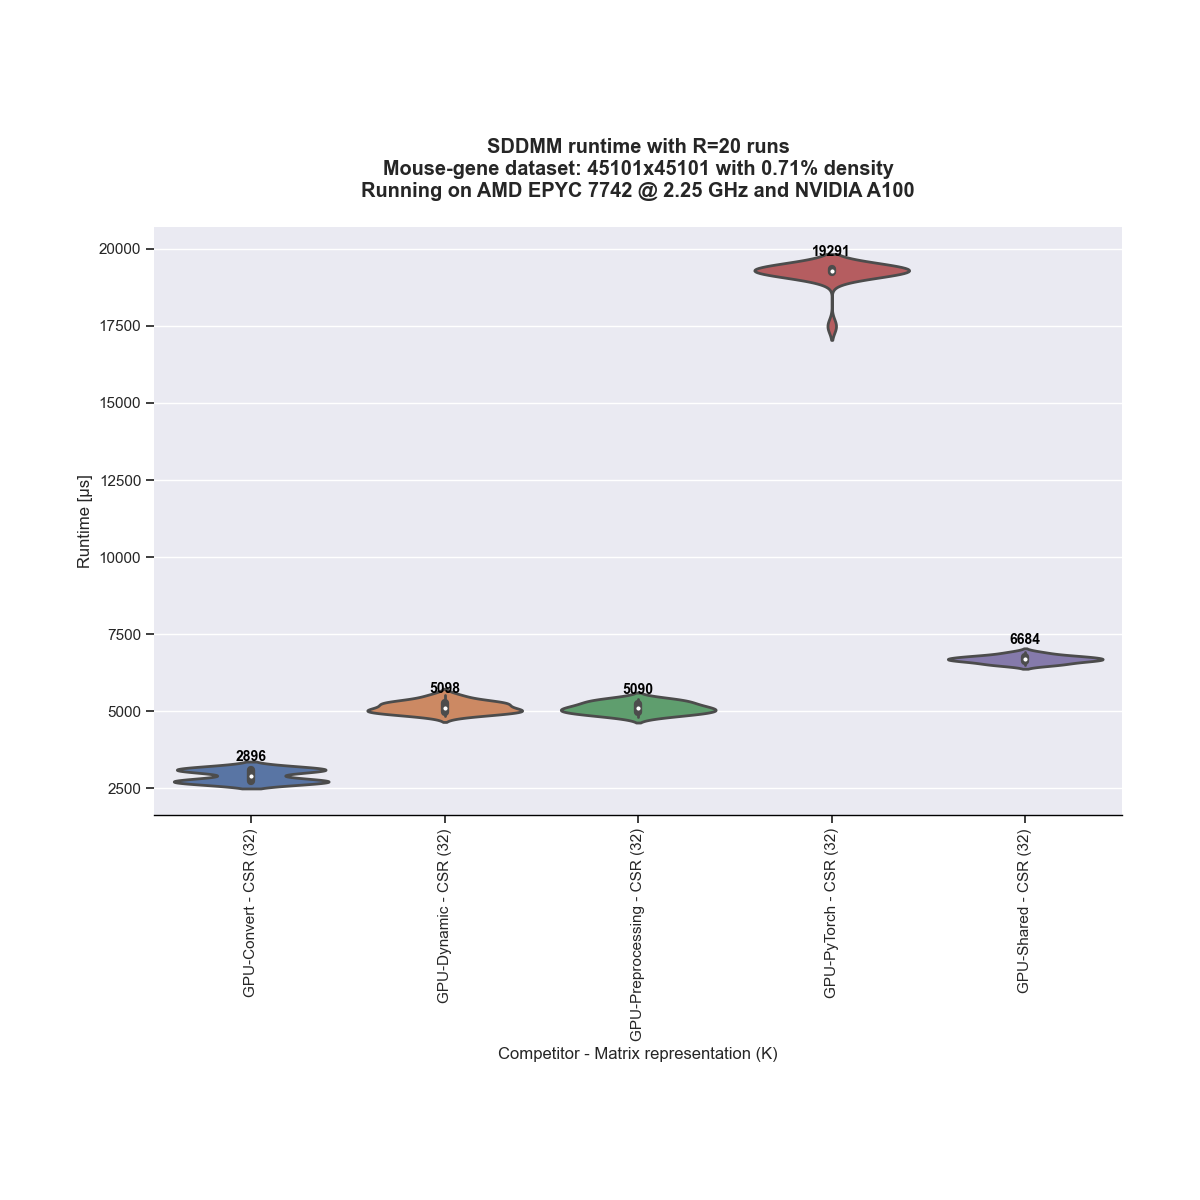 SDDMM runtime with R=20 runs
Mouse-gene dataset: 45101x45101 with 0.71% density
Running on AMD EPYC 7742 @ 2.25 GHz and NVIDIA A100
Runtime [µs]
20000
17500
15000
12500
10000
7500
5000
2500
2896
5098
5090
19291
6684
GPU-Convert - CSR (32)
GPU-Dynamic - CSR (32)
GPU-Preprocessing - CSR (32)
GPU-PyTorch - CSR (32)
GPU-Shared - CSR (32)
Competitor - Matrix representation (K)